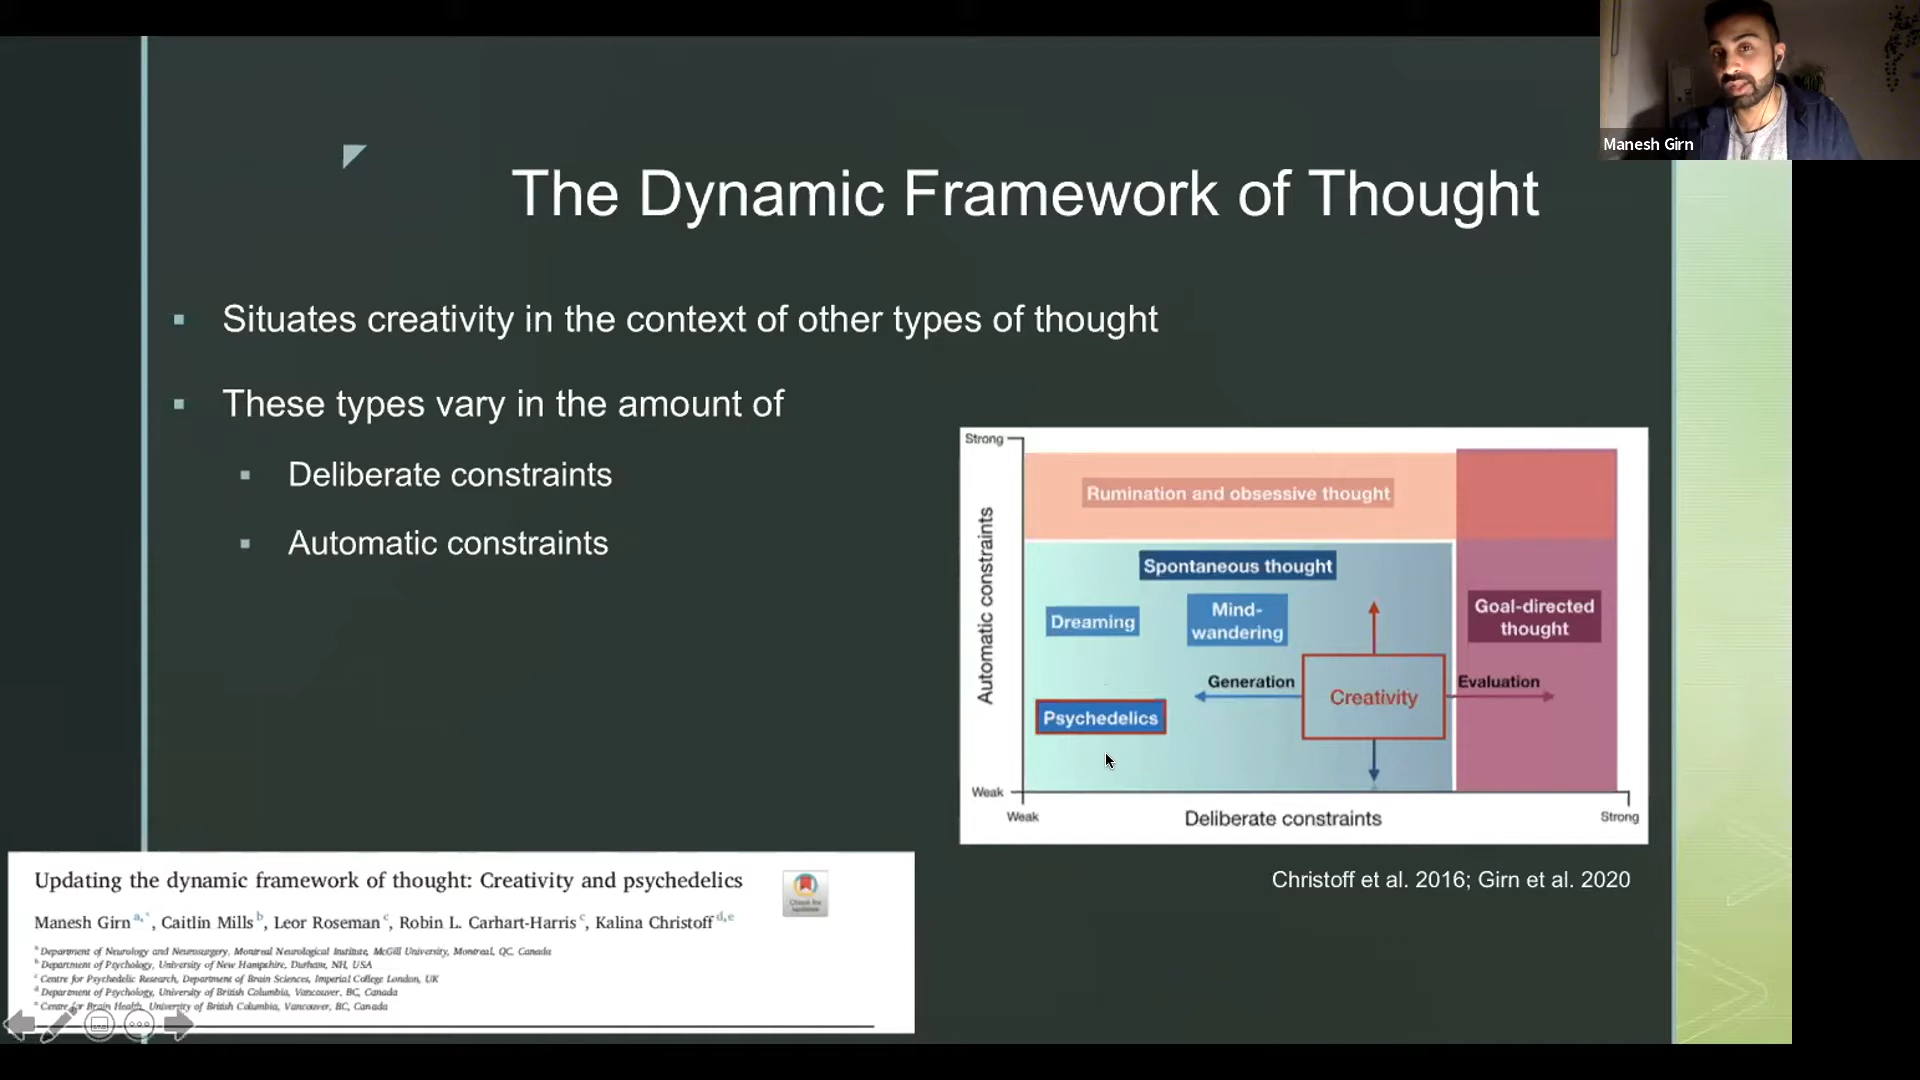 Manesh Girn
The Dynamic Framework of Thought
Situates creativity in the context of other types of thought
These types vary in the amount of
Deliberate constraints
Automatic constraints
Strong
Automatic constraints
Weak
Rumination and obsessive thought
Spontaneous thought
Dreaming
Mind-
wandering
Goal-directed
thought
Generation
Creativity
Evaluation
Psychedelics
Weak
Deliberate constraints
Strong
Christoff et al. 2016; Girn et al. 2020
Updating the dynamic framework of thought: Creativity and psychedelics
Check for
updates
Manesh Girn a,*, Caitlin Mills b, Leor Roseman c, Robin L. Carhart-Harris c, Kalina Christoff d,e
a Department of Neurology and Neurosurgery, Montreal Neurological Institute, McGill University, Montreal, QC, Canada
b Department of Psychology, University of New Hampshire, Durham, NH, USA
c Centre for Psychedelic Research, Department of Brain Sciences, Imperial College London, UK
d Department of Psychology, University of British Columbia, Vancouver, BC, Canada
e Centre for Brain Health, University of British Columbia, Vancouver, BC, Canada